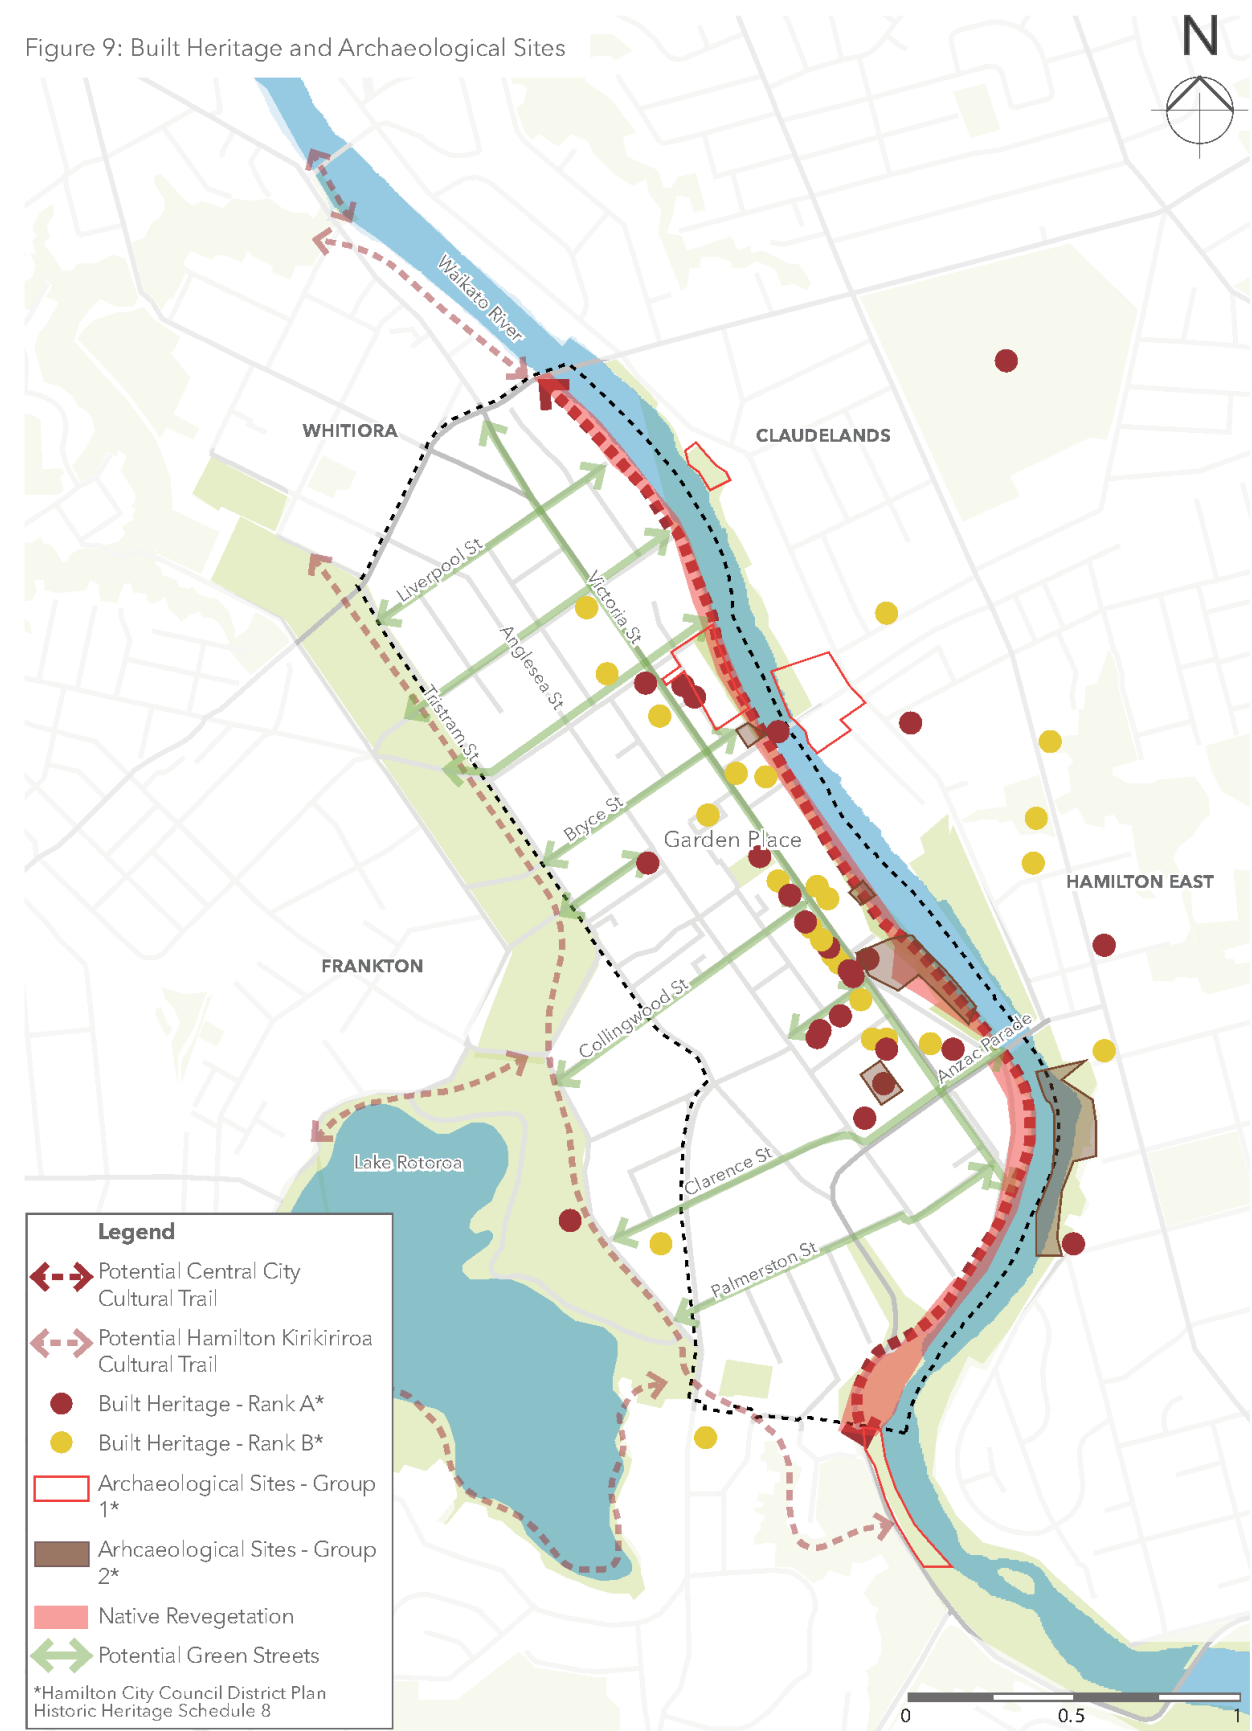 Figure 9: Built Heritage and Archaeological Sites
N
Waikato River
WHITIORA
CLAUDELANDS
Liverpool St
Victoria St
Anglesea St
Tristram St
Bryce St
Garden Place
HAMILTON EAST
FRANKTON
Collingwood St
Anzac Parade
Lake Rotoroa
Clarence St
Palmerston St
Legend
Potential Central City
Cultural Trail
Potential Hamilton Kirikiriroa
Cultural Trail
Built Heritage - Rank A*
Built Heritage - Rank B*
Archaeological Sites - Group
1*
Arhcaeological Sites - Group
2*
Native Revegetation
Potential Green Streets
*Hamilton City Council District Plan
Historic Heritage Schedule 8
0 0.5 1